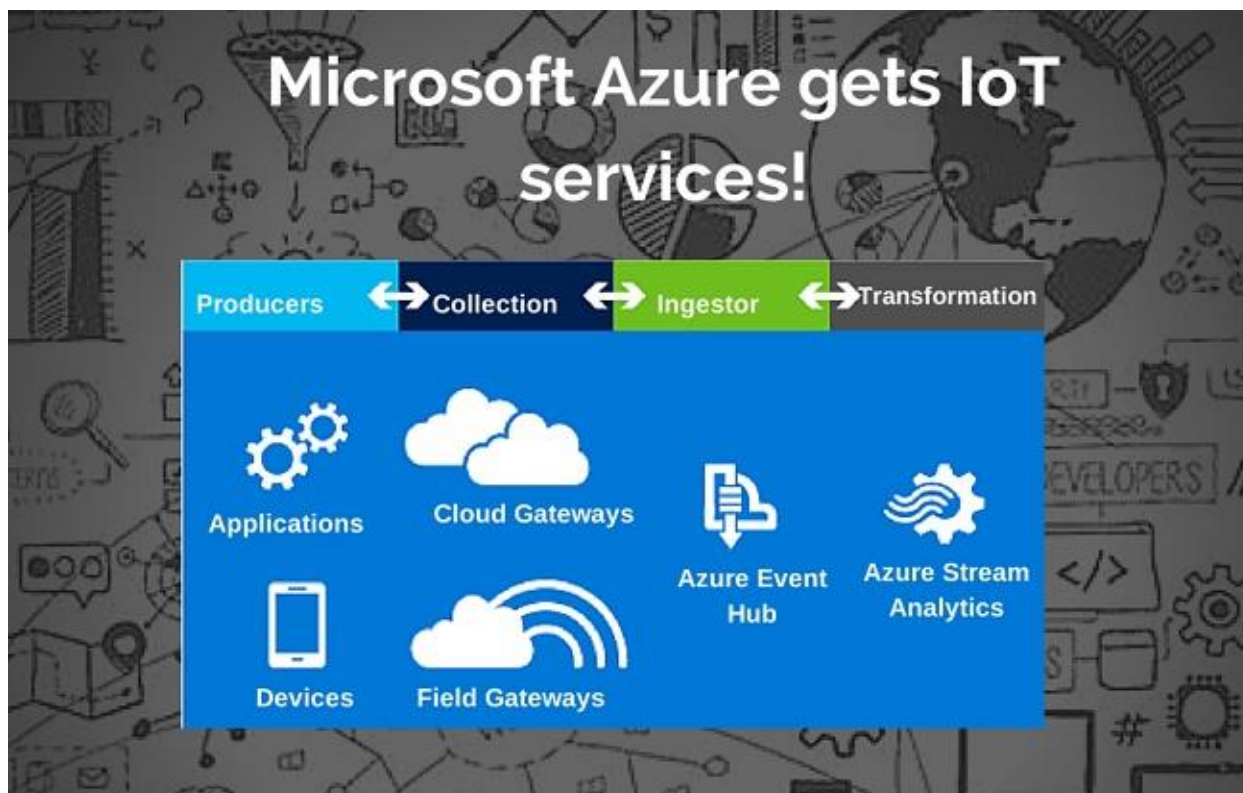 Microsoft Azure gets IoT
services!
Producers
Collection
Ingestor
Transformation
Applications
Cloud Gateways
Azure Event
Hub
Azure Stream
Analytics
Devices
Field Gateways
DEVELOPERS
</>
#